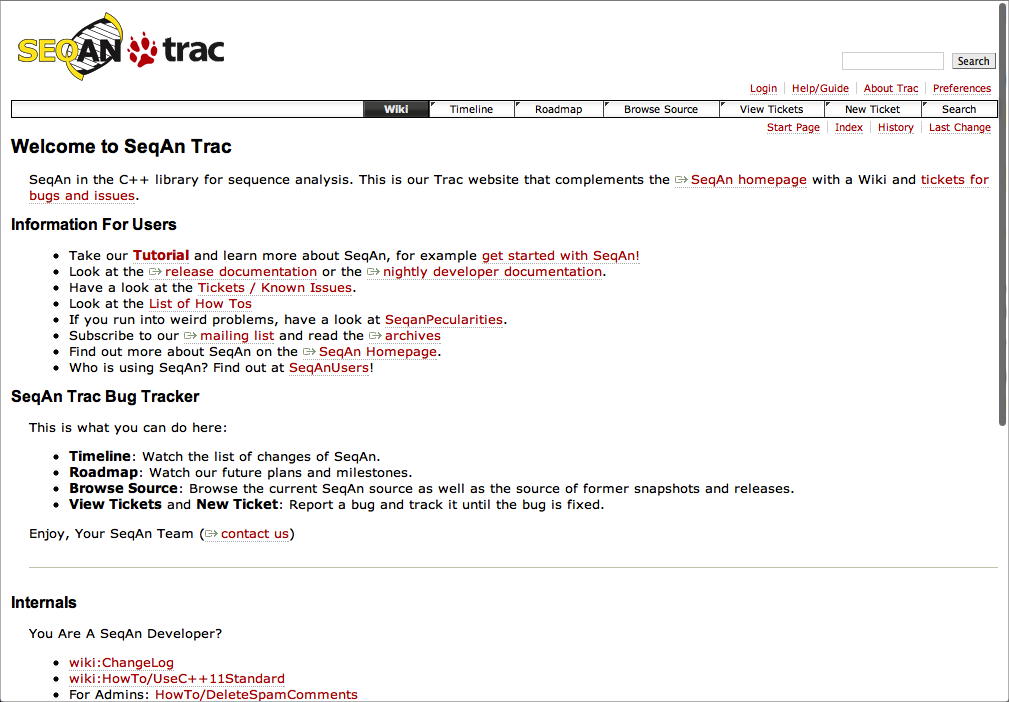 SEQAN trac
Search
Login Help/Guide About Trac Preferences
Wiki Timeline Roadmap Browse Source View Tickets New Ticket Search
Start Page Index History Last Change
Welcome to SeqAn Trac
SeqAn in the C++ library for sequence analysis. This is our Trac website that complements the SeqAn homepage with a Wiki and tickets for
bugs and issues.
Information For Users
• Take our Tutorial and learn more about SeqAn, for example get started with SeqAn!
• Look at the release documentation or the nightly developer documentation.
• Have a look at the Tickets / Known Issues.
• Look at the List of How Tos
• If you run into weird problems, have a look at SeqanPecularities.
• Subscribe to our mailing list and read the archives
• Find out more about SeqAn on the SeqAn Homepage.
• Who is using SeqAn? Find out at SeqAnUsers!
SeqAn Trac Bug Tracker
This is what you can do here:
• Timeline: Watch the list of changes of SeqAn.
• Roadmap: Watch our future plans and milestones.
• Browse Source: Browse the current SeqAn source as well as the source of former snapshots and releases.
• View Tickets and New Ticket: Report a bug and track it until the bug is fixed.
Enjoy, Your SeqAn Team (contact us)
Internals
You Are A SeqAn Developer?
• wiki:ChangeLog
• wiki:HowTo/UseC++11Standard
• For Admins: HowTo/DeleteSpamComments